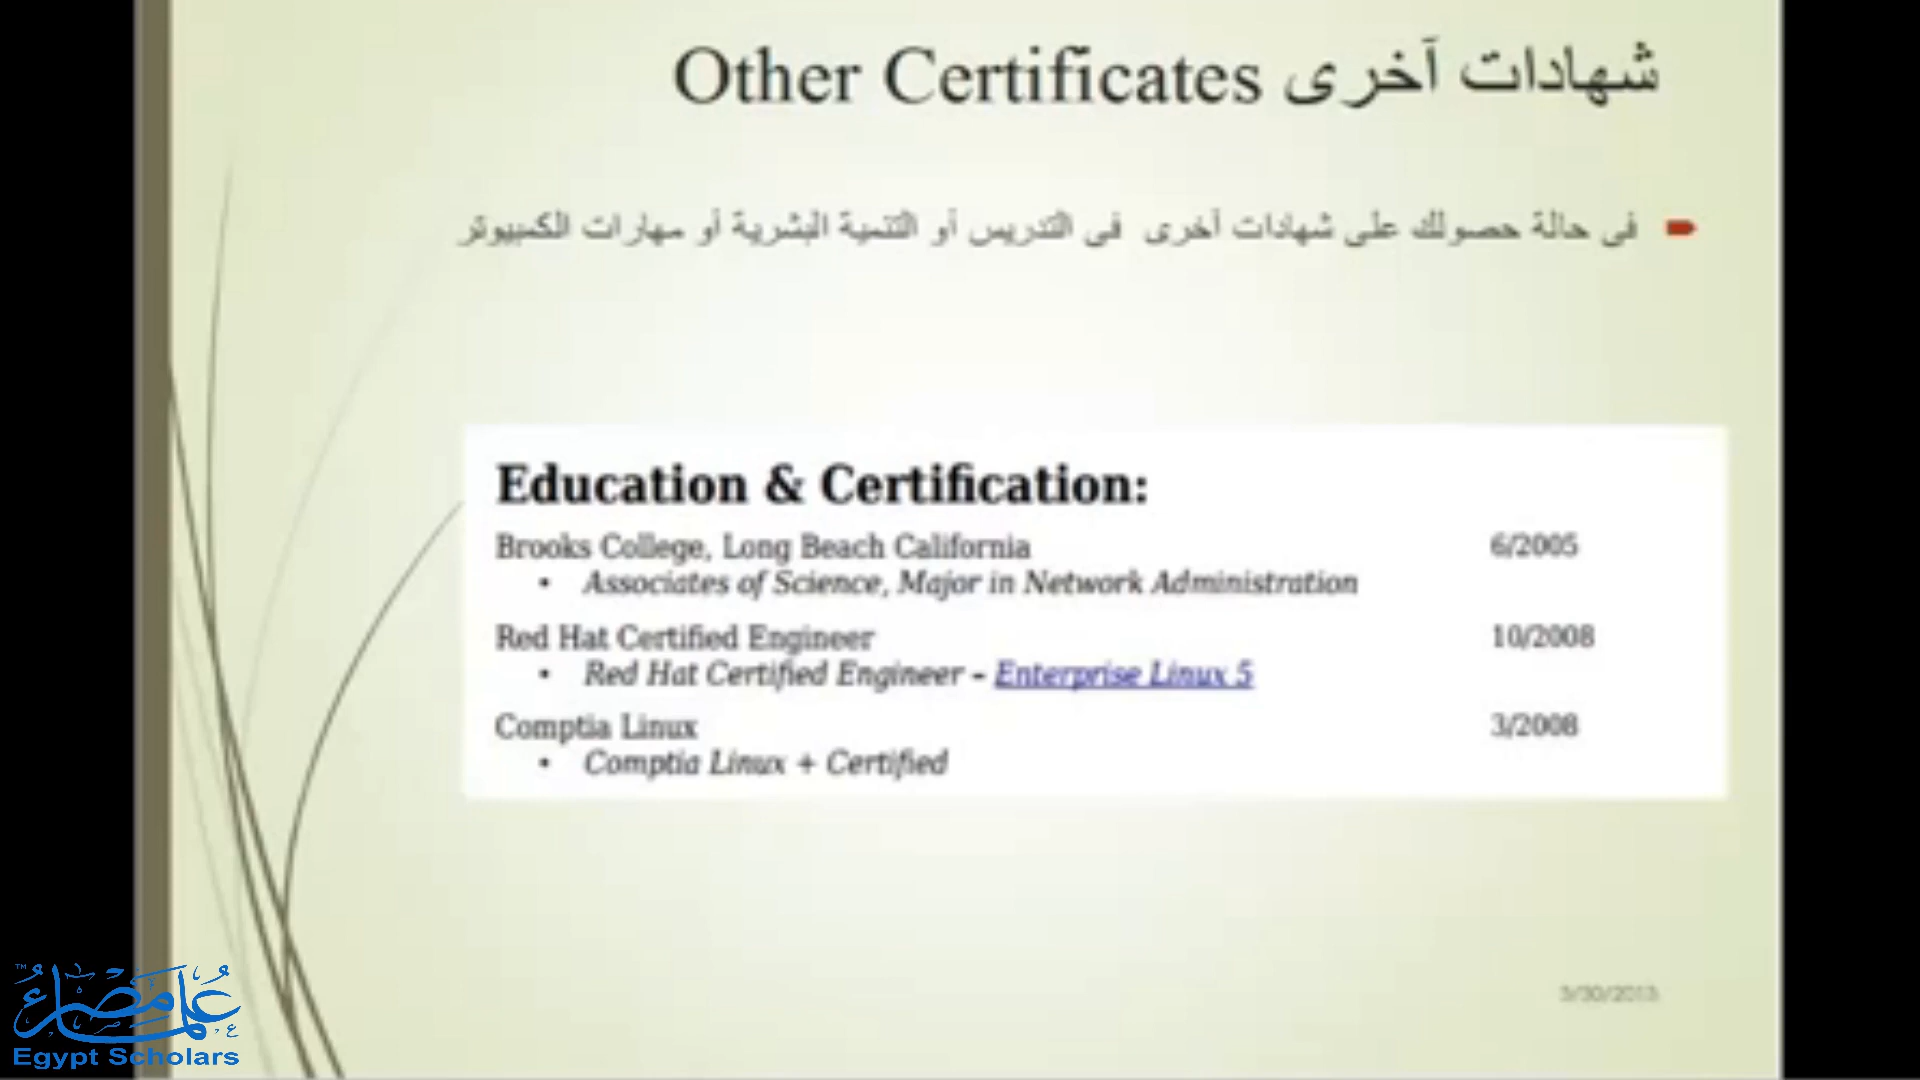 شهادات آخرى Other Certificates
فى حالة حصولك على شهادات آخرى فى التدريس أو التنمية البشرية أو مهارات الكمبيوتر
Education & Certification:
Brooks College, Long Beach California 6/2005
• Associates of Science, Major in Network Administration
Red Hat Certified Engineer 10/2008
• Red Hat Certified Engineer – Enterprise Linux 5
Comptia Linux 3/2008
• Comptia Linux + Certified
3/30/2013
علماء مصر
Egypt Scholars